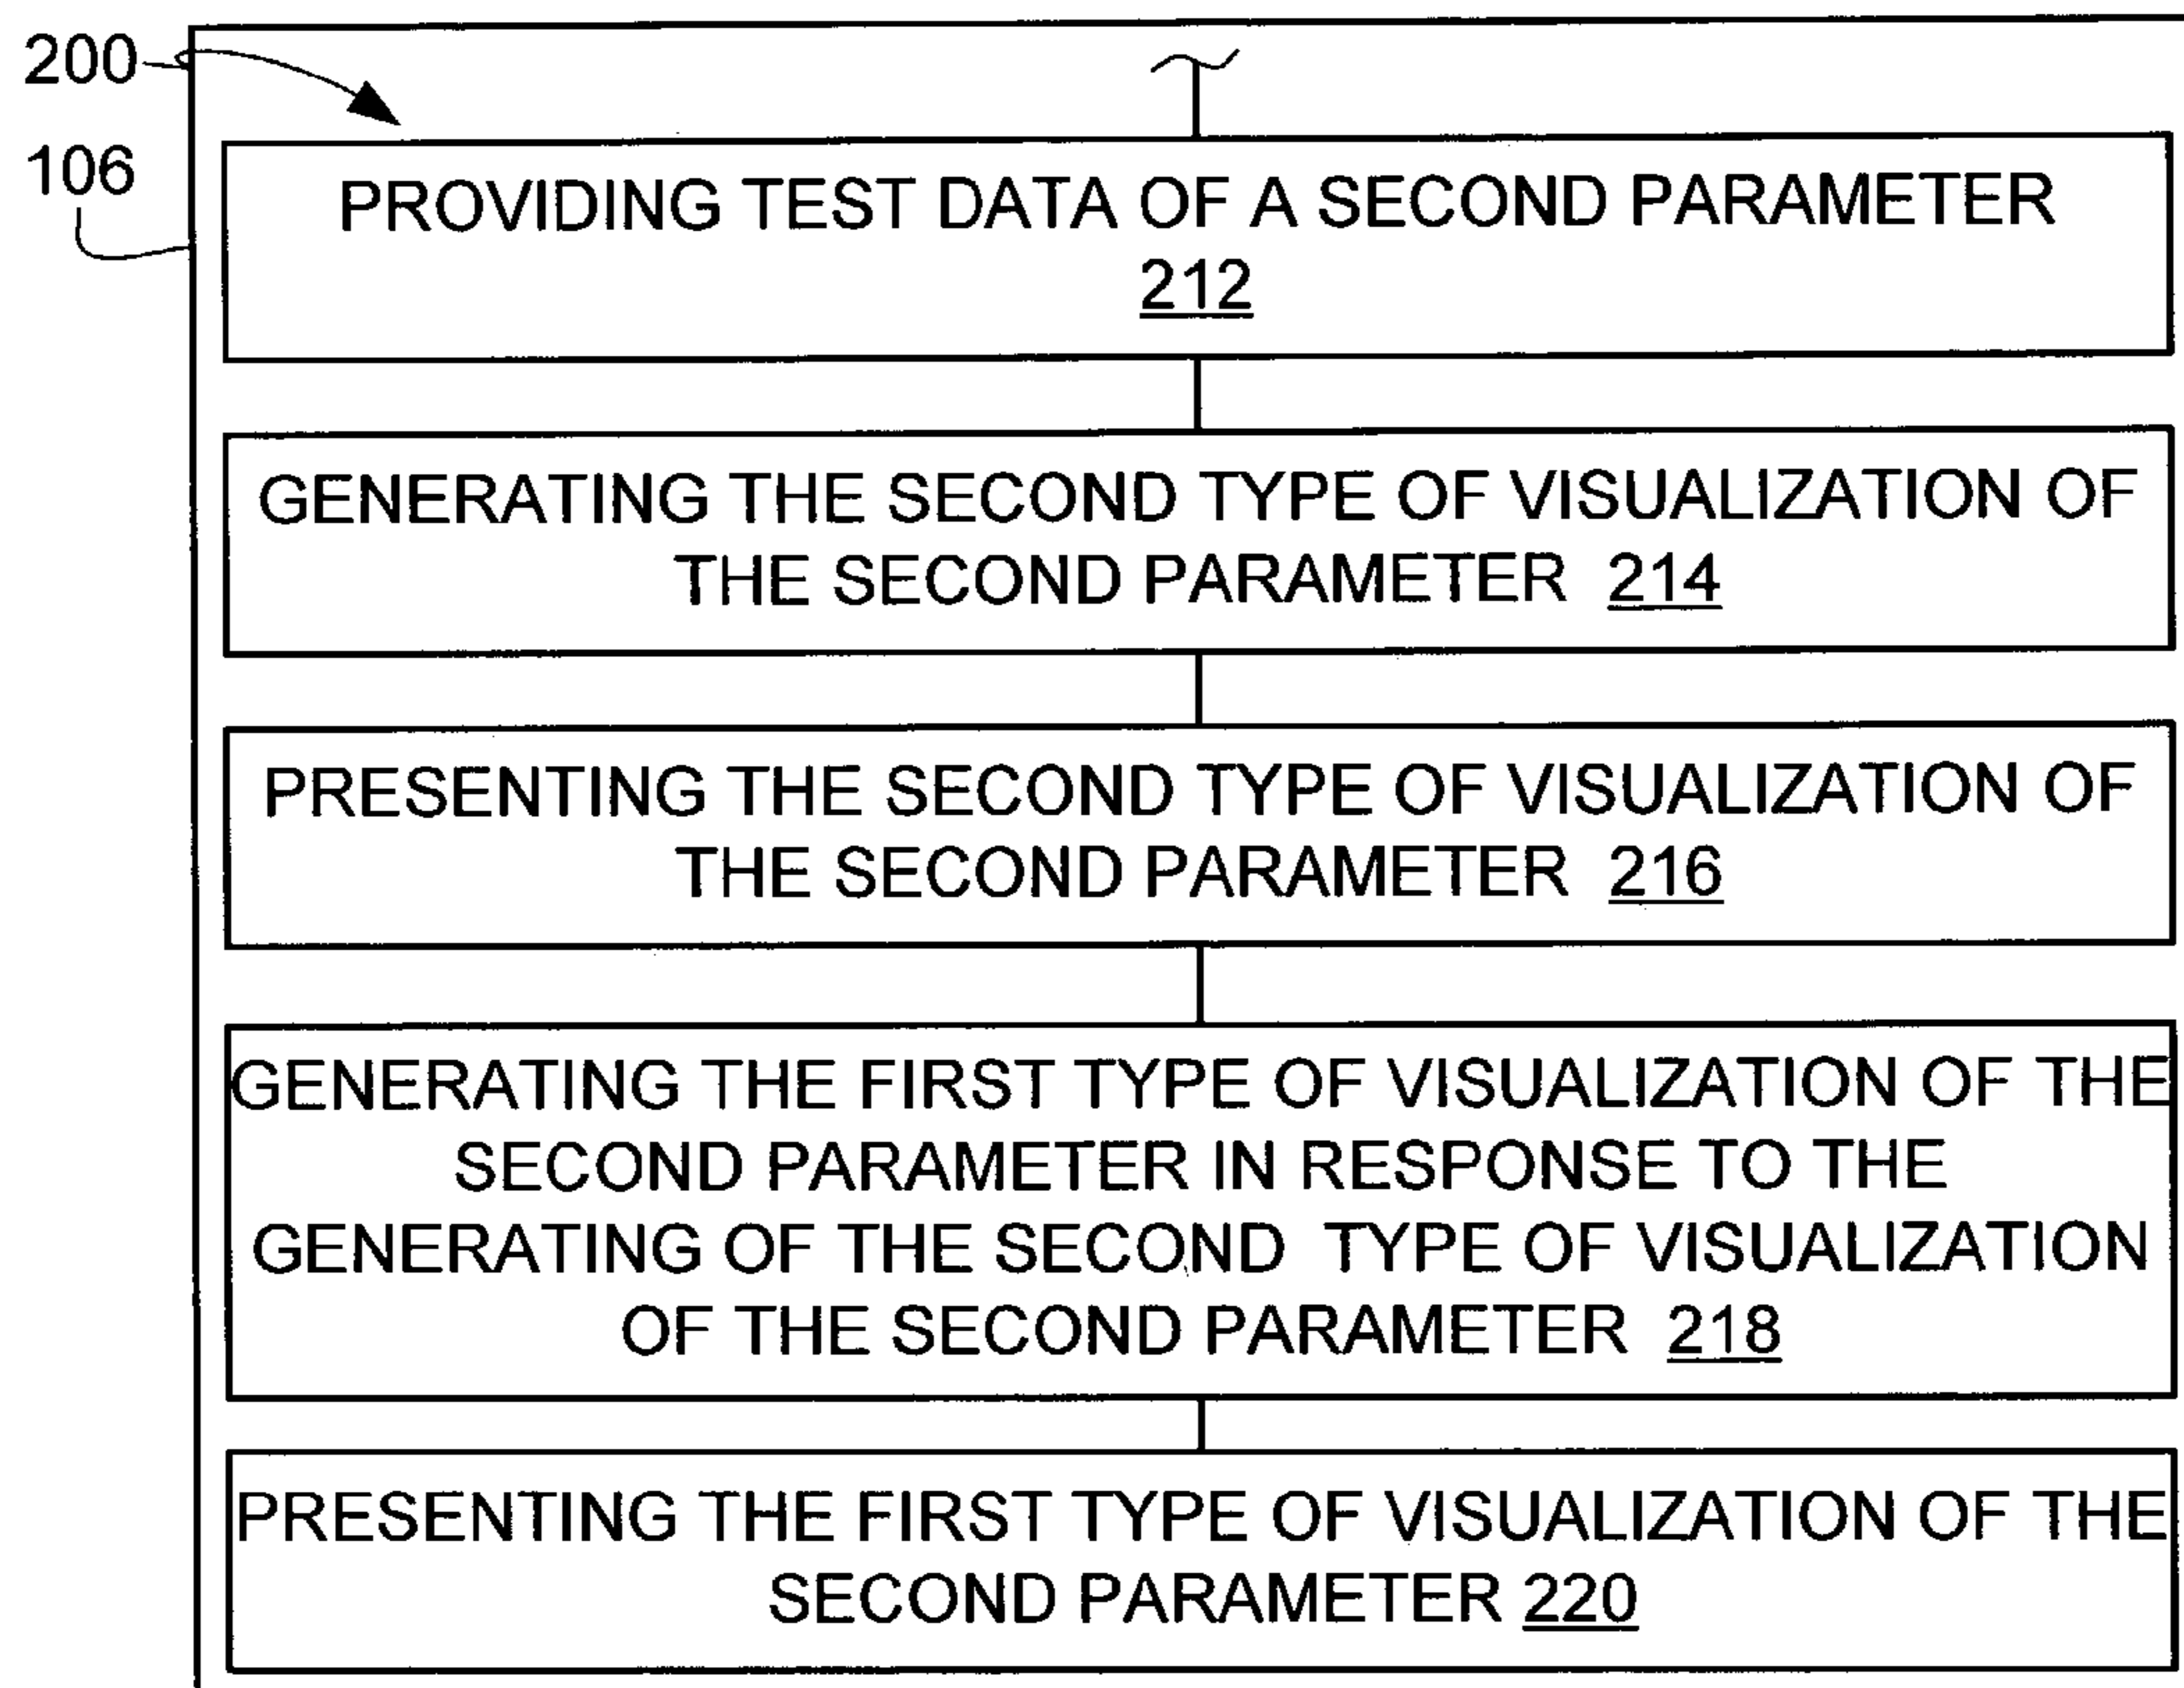 200
106
PROVIDING TEST DATA OF A SECOND PARAMETER
212
GENERATING THE SECOND TYPE OF VISUALIZATION OF
THE SECOND PARAMETER 214
PRESENTING THE SECOND TYPE OF VISUALIZATION OF
THE SECOND PARAMETER 216
GENERATING THE FIRST TYPE OF VISUALIZATION OF THE
SECOND PARAMETER IN RESPONSE TO THE
GENERATING OF THE SECOND TYPE OF VISUALIZATION
OF THE SECOND PARAMETER 218
PRESENTING THE FIRST TYPE OF VISUALIZATION OF THE
SECOND PARAMETER 220